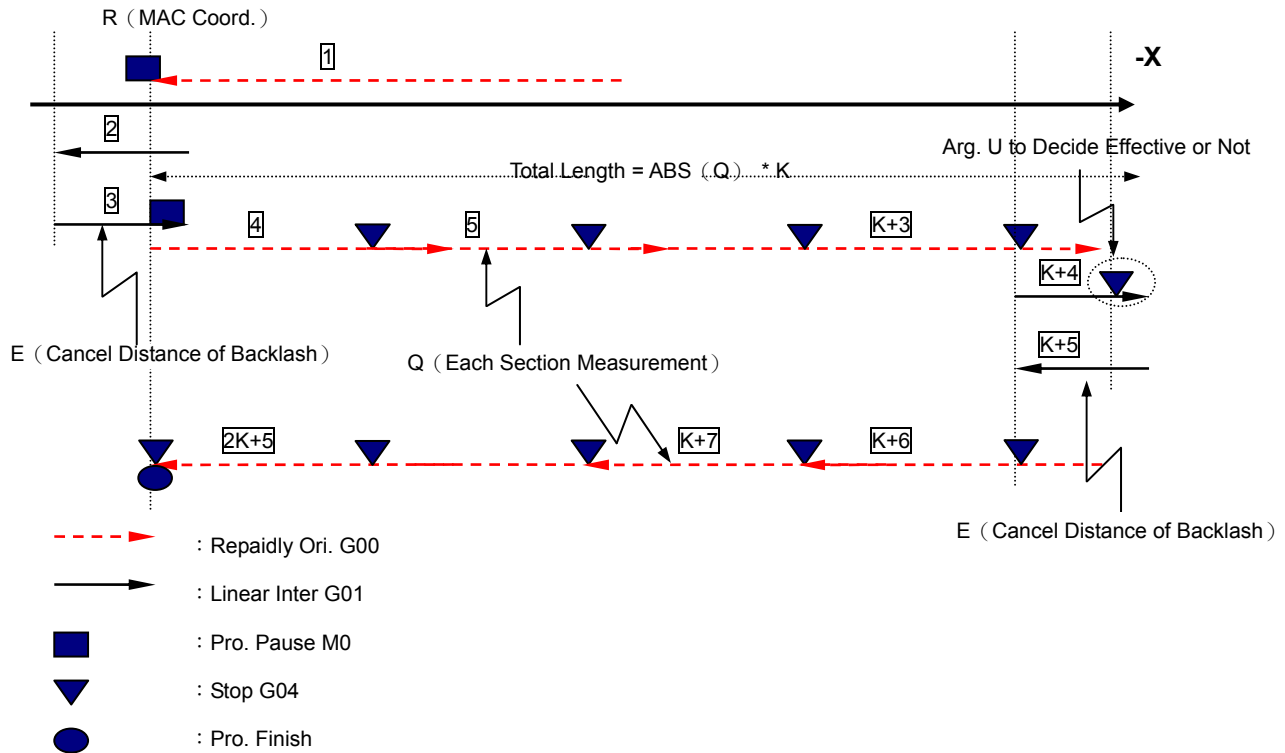 R（MAC Coord.）
1
-X
2
Arg. U to Decide Effective or Not
Total Length = ABS（Q） * K
3
4
5
K+3
K+4
E（Cancel Distance of Backlash）
Q（Each Section Measurement）
K+5
2K+5
K+7
K+6
E（Cancel Distance of Backlash）
：Repaidly Ori. G00
：Linear Inter G01
：Pro. Pause M0
：Stop G04
：Pro. Finish